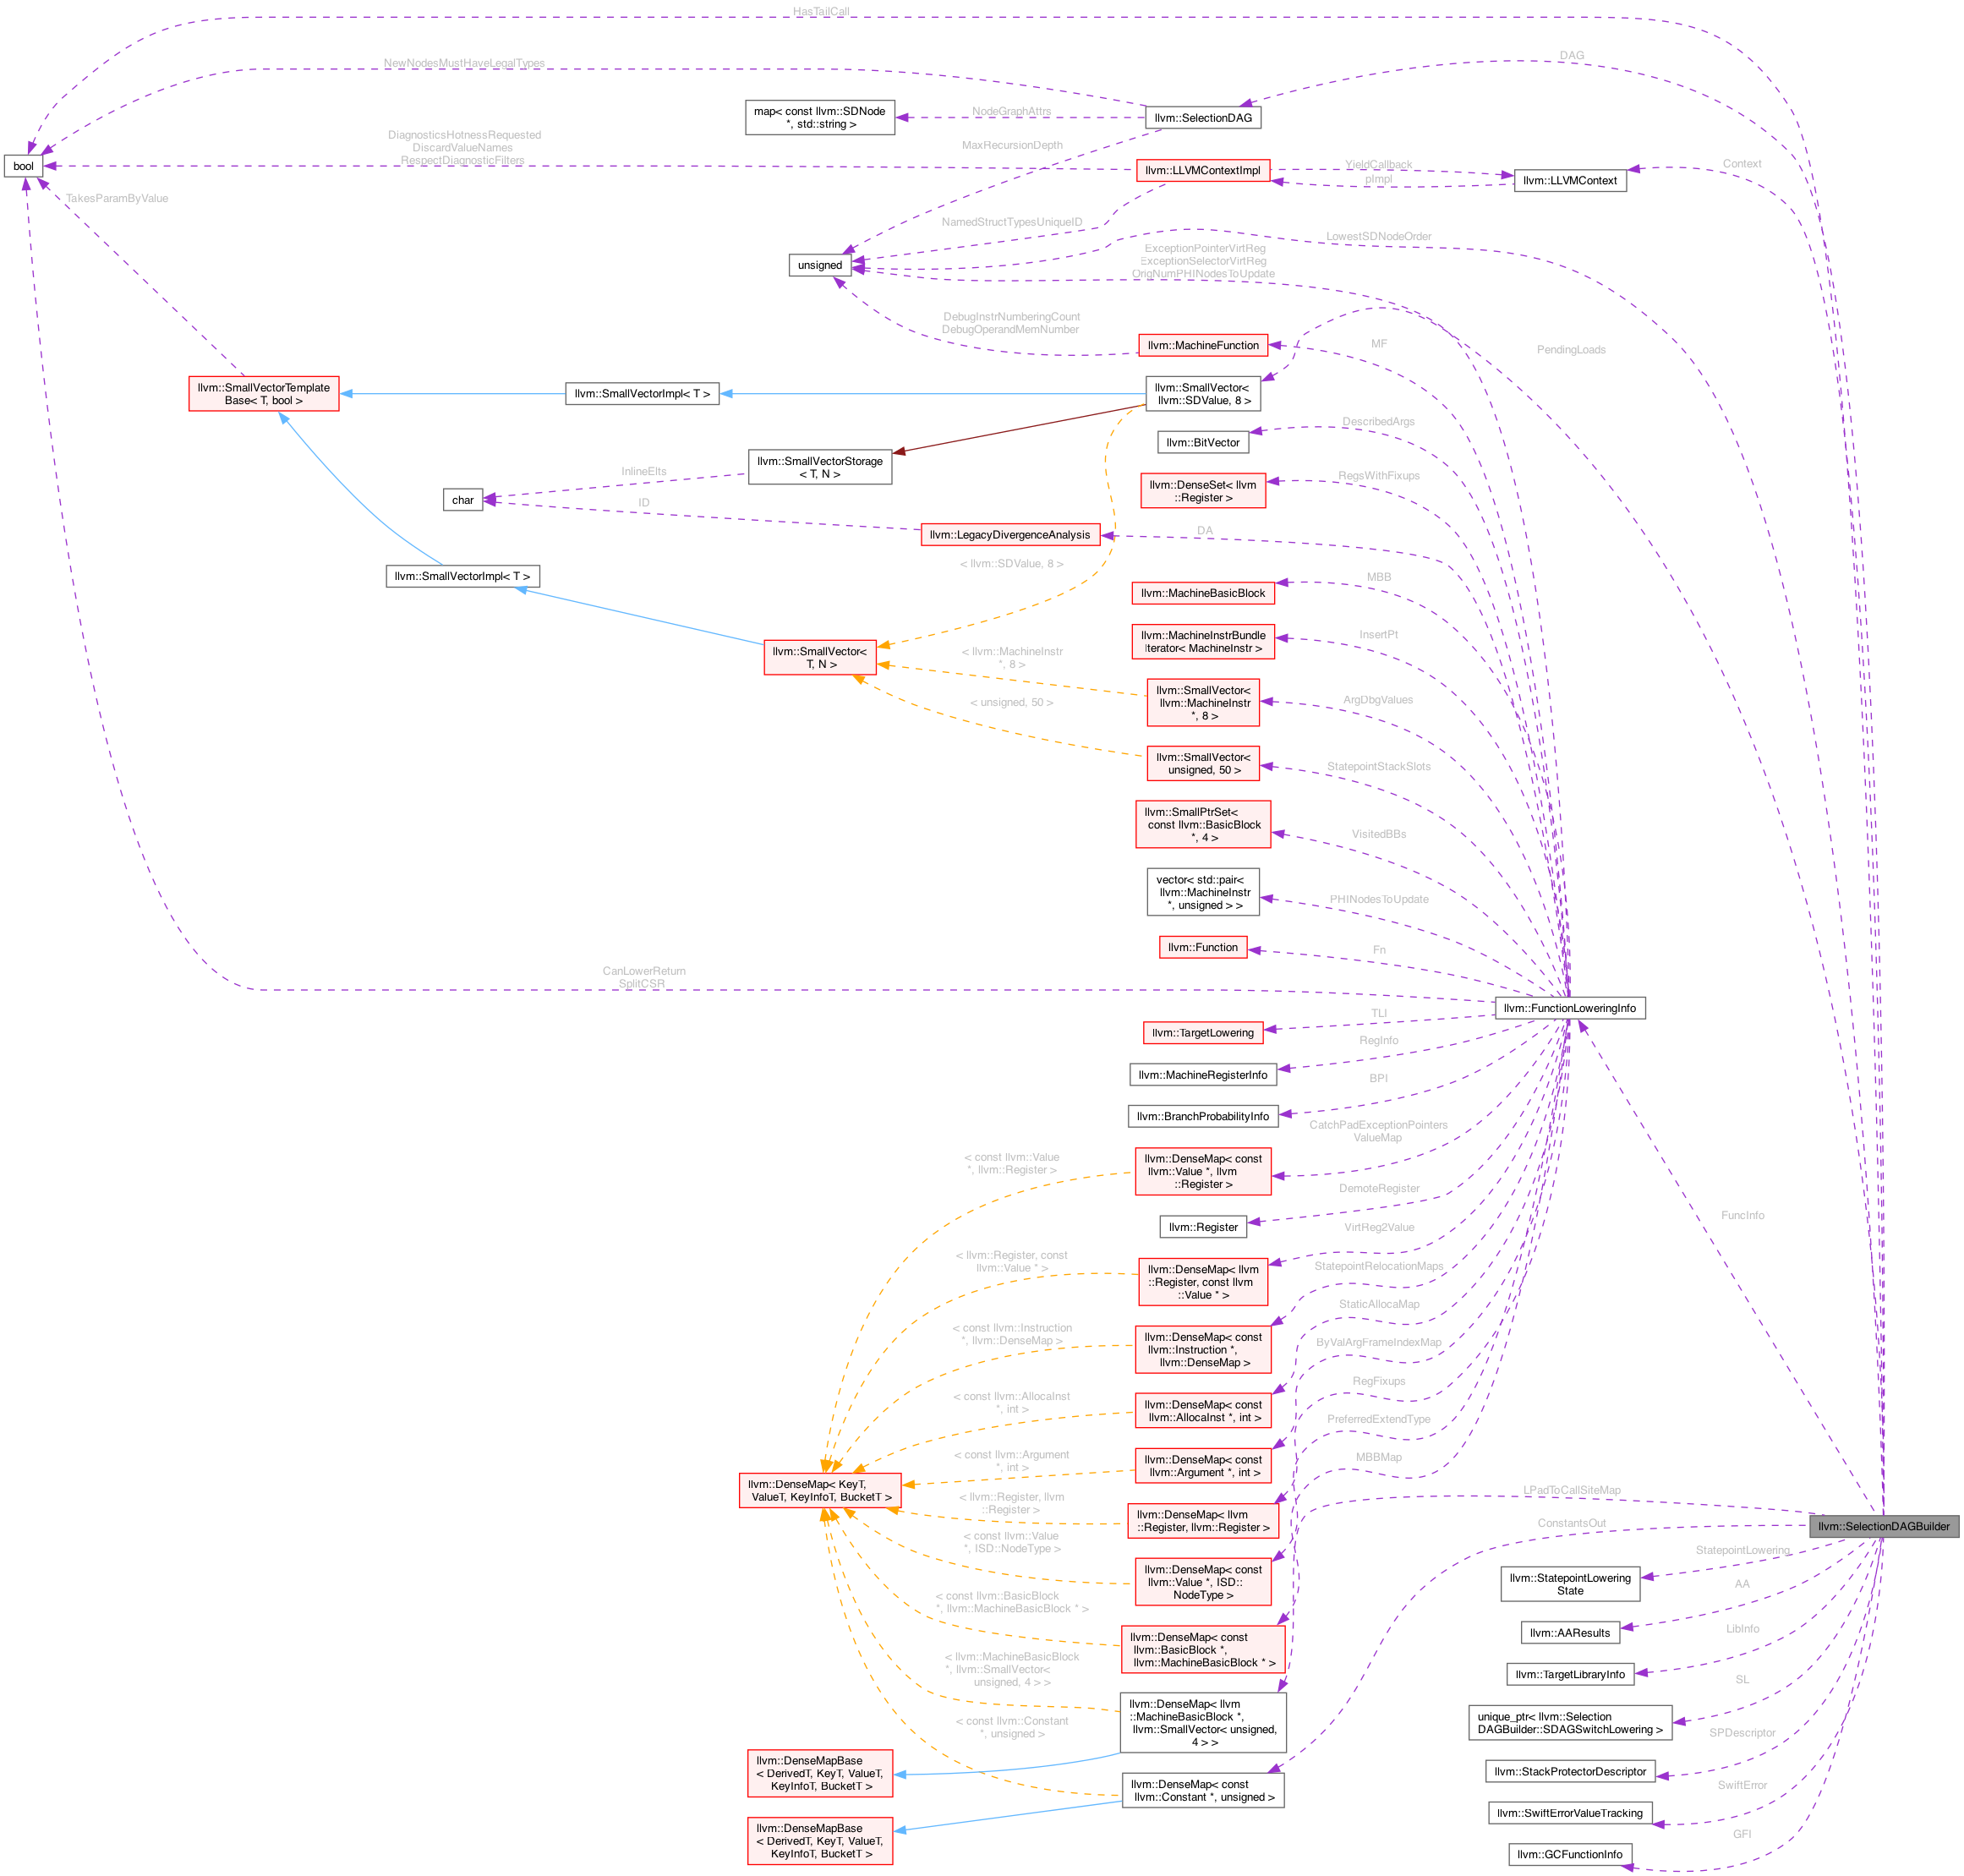 HasTailCall
NewNodesMustHaveLegalTypes
DAG
map< const llvm::SDNode
*, std::string >
NodeGraphAttrs
llvm::SelectionDAG
DiagnosticsHotnessRequested
DiscardValueNames
RespectDiagnosticFilters
MaxRecursionDepth
bool
llvm::LLVMContextImpl
YieldCallback
pImpl
llvm::LLVMContext
Context
TakesParamByValue
NamedStructTypesUniqueID
LowestSDNodeOrder
unsigned
ExceptionPointerVirtReg
ExceptionSelectorVirtReg
OrigNumPHINodesToUpdate
DebugInstrNumberingCount
DebugOperandMemNumber
llvm::MachineFunction
MF
PendingLoads
llvm::SmallVectorTemplate
Base< T, bool >
llvm::SmallVectorImpl< T >
llvm::SmallVector<
llvm::SDValue, 8 >
llvm::BitVector
DescribedArgs
llvm::SmallVectorStorage
< T, N >
InlineElts
char
ID
llvm::DenseSet< llvm
::Register >
RegsWithFixups
llvm::LegacyDivergenceAnalysis
DA
< llvm::SDValue, 8 >
llvm::SmallVectorImpl< T >
llvm::MachineBasicBlock
MBB
llvm::MachineInstrBundle
Iterator< MachineInstr >
InsertPt
llvm::SmallVector<
T, N >
< llvm::MachineInstr
*, 8 >
llvm::SmallVector<
llvm::MachineInstr
*, 8 >
ArgDbgValues
< unsigned, 50 >
llvm::SmallVector<
unsigned, 50 >
StatepointStackSlots
llvm::SmallPtrSet<
const llvm::BasicBlock
*, 4 >
VisitedBBs
vector< std::pair<
llvm::MachineInstr
*, unsigned > >
PHINodesToUpdate
llvm::Function
Fn
CanLowerReturn
SplitCSR
llvm::FunctionLoweringInfo
llvm::TargetLowering
TLI
llvm::MachineRegisterInfo
RegInfo
llvm::BranchProbabilityInfo
BPI
CatchPadExceptionPointers
ValueMap
< const llvm::Value
*, llvm::Register >
llvm::DenseMap< const
llvm::Value *, llvm
::Register >
DemoteRegister
llvm::Register
VirtReg2Value
FuncInfo
< llvm::Register, const
llvm::Value * >
llvm::DenseMap< llvm
::Register, const llvm
::Value * >
StatepointRelocationMaps
< const llvm::Instruction
*, llvm::DenseMap >
llvm::DenseMap< const
llvm::Instruction *,
llvm::DenseMap >
StaticAllocaMap
ByValArgFrameIndexMap
< const llvm::AllocaInst
*, int >
llvm::DenseMap< const
llvm::AllocaInst *, int >
RegFixups
PreferredExtendType
< const llvm::Argument
*, int >
llvm::DenseMap< const
llvm::Argument *, int >
MBBMap
llvm::DenseMap< KeyT,
ValueT, KeyInfoT, BucketT >
< llvm::Register, llvm
::Register >
llvm::DenseMap< llvm
::Register, llvm::Register >
LPadToCallSiteMap
ConstantsOut
llvm::SelectionDAGBuilder
< const llvm::Value
*, ISD::NodeType >
llvm::DenseMap< const
llvm::Value *, ISD::
NodeType >
StatepointLowering
llvm::StatepointLowering
State
AA
< const llvm::BasicBlock
*, llvm::MachineBasicBlock * >
llvm::DenseMap< const
llvm::BasicBlock *,
llvm::MachineBasicBlock * >
llvm::AAResults
LibInfo
< llvm::MachineBasicBlock
*, llvm::SmallVector<
unsigned, 4 > >
llvm::TargetLibraryInfo
SL
llvm::DenseMap< llvm
::MachineBasicBlock *,
llvm::SmallVector< unsigned,
4 > >
unique_ptr< llvm::Selection
DAGBuilder::SDAGSwitchLowering >
< const llvm::Constant
*, unsigned >
SPDescriptor
llvm::DenseMapBase
< DerivedT, KeyT, ValueT,
KeyInfoT, BucketT >
llvm::StackProtectorDescriptor
llvm::DenseMap< const
llvm::Constant *, unsigned >
SwiftError
llvm::SwiftErrorValueTracking
llvm::DenseMapBase
< DerivedT, KeyT, ValueT,
KeyInfoT, BucketT >
GFI
llvm::GCFunctionInfo